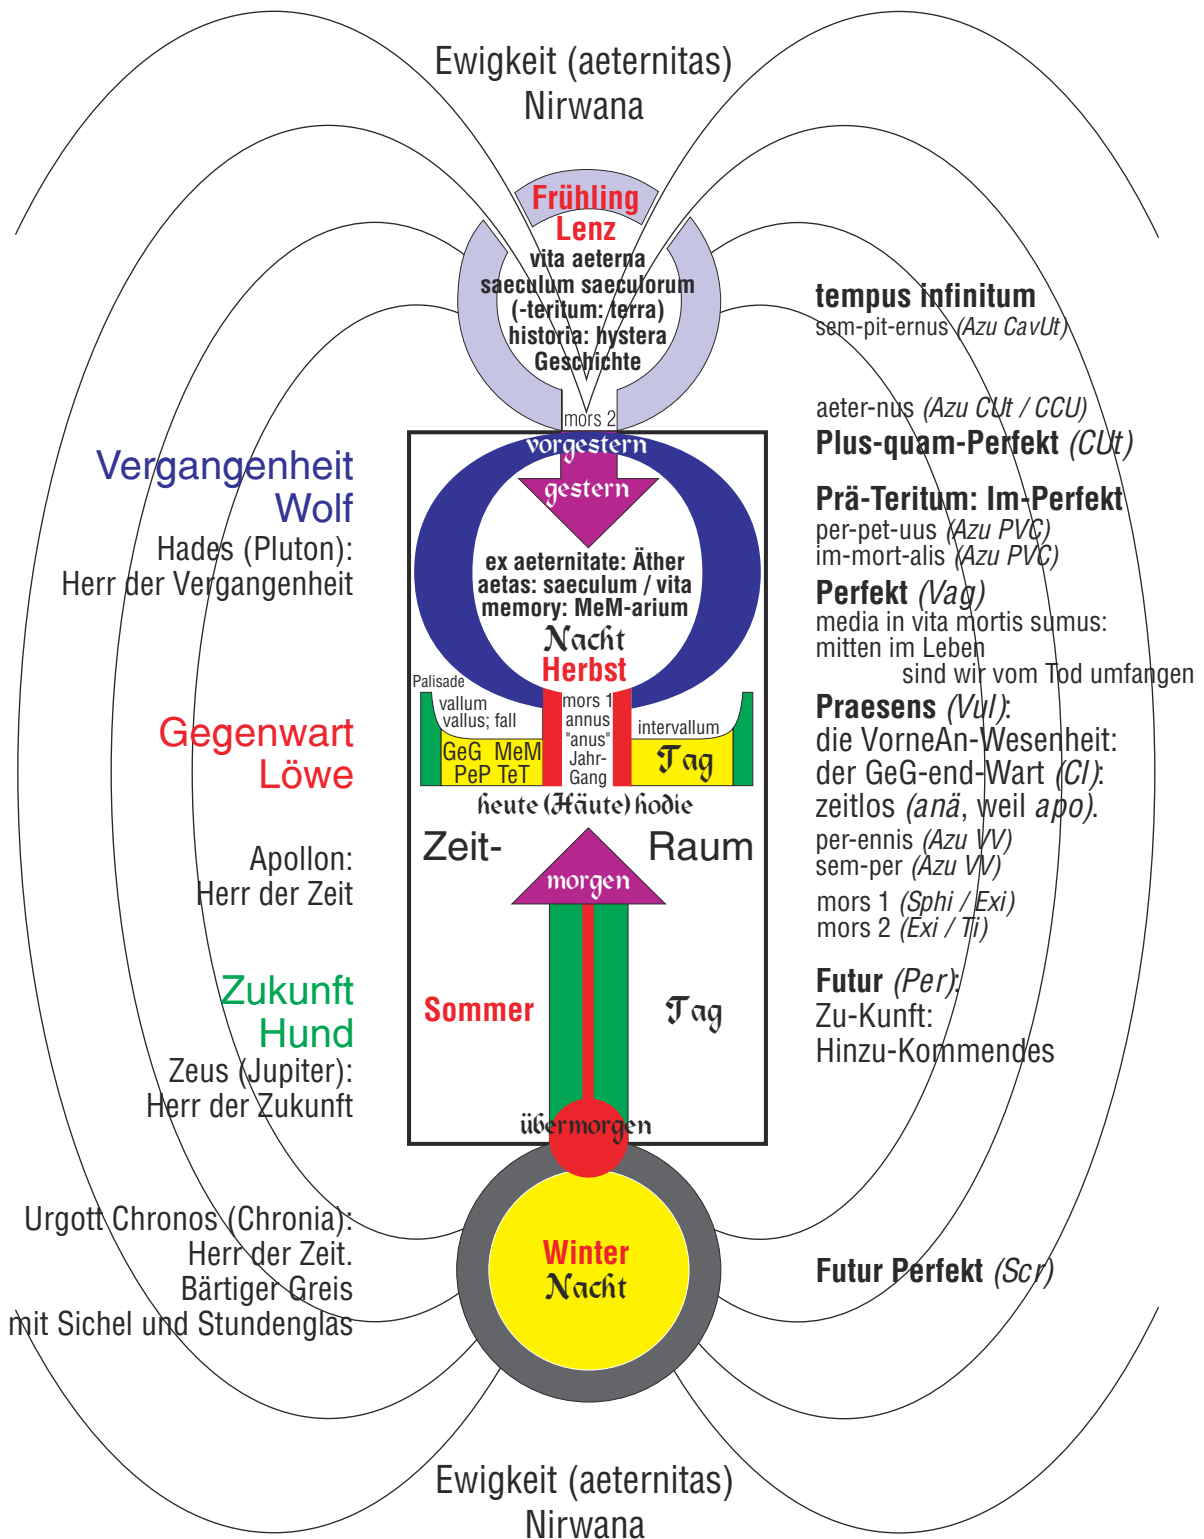 Ewigkeit (aeternitas)
Nirwana
Frühling
Lenz
vita aeterna
saeculum saeculorum
(-teritum: terra)
historia: hystera
Geschichte
mors 2
vorgestern
gestern
ex aeternitate: Äther
aetas: saeculum / vita
memory: MeM-arium
Nacht
Herbst
Palisade
vallum
vallus; fall
GeG MeM
PeP TeT
mors 1
annus
"anus"
Jahr-
Gang
intervallum
Tag
heute (Häute) hodie
Zeit- Raum
morgen
Sommer
Tag
übermorgen
Winter
Nacht
Vergangenheit
Wolf
Hades (Pluton):
Herr der Vergangenheit
Gegenwart
Löwe
Apollon:
Herr der Zeit
Zukunft
Hund
Zeus (Jupiter):
Herr der Zukunft
Urgott Chronos (Chronia):
Herr der Zeit.
Bärtiger Greis
mit Sichel und Stundenglas
tempus infinitum
sem-pit-ernus (Azu CavUt)
aeter-nus (Azu CUt / CCU)
Plus-quam-Perfekt (CUt)
Prä-Teritum: Im-Perfekt
per-pet-uus (Azu PVC)
im-mort-alis (Azu PVC)
Perfekt (Vag)
media in vita mortis sumus:
mitten im Leben
sind wir vom Tod umfangen
Praesens (Vul):
die VorneAn-Wesenheit:
der GeG-end-Wart (Cl):
zeitlos (anä, weil apo).
per-ennis (Azu VV)
sem-per (Azu VV)
mors 1 (Sphi / Exi)
mors 2 (Exi / Ti)
Futur (Per):
Zu-Kunft:
Hinzu-Kommendes
Futur Perfekt (Scr)
Ewigkeit (aeternitas)
Nirwana